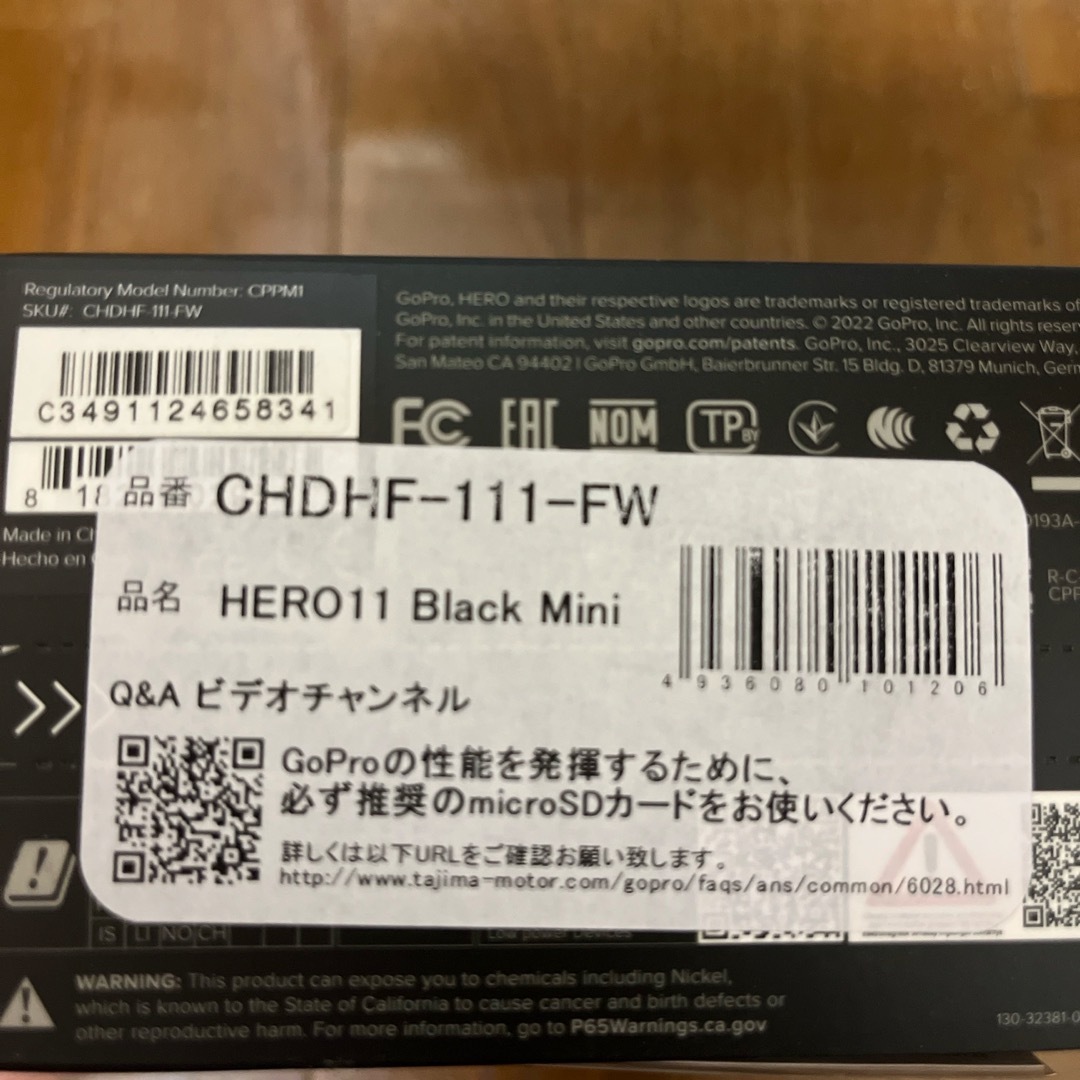 Regulatory Model Number: CPPM1
SKU#: CHDHF-111-FW
C3491124658341
GoPro, HERO and their respective logos are trademarks or registered trademarks of
GoPro, Inc. in the United States and other countries. © 2022 GoPro, Inc. All rights
For patent information, visit gopro.com/patents. GoPro, Inc., 3025 Clearview Way,
San Mateo CA 94402 | GoPro GmbH, Baierbrunner Str. 15 Bldg. D, 81379 Munich,
FC EAC NOM TP BY
8 18
Made in
Hecho en
品番 CHDHF-111-FW
品名 HERO11 Black Mini
4936080101206
Q&A ビデオチャンネル
GoProの性能を発揮するために、
必ず推奨のmicroSDカードをお使いください。
詳しくは以下URLをご確認お願い致します。
http://www.tajima-motor.com/gopro/faqs/ans/common/6028.html
IS LI NO CH
WARNING: This product can expose you to chemicals including Nickel,
which is known to the State of California to cause cancer and birth defects or
other reproductive harm. For more information, go to P65Warnings.ca.gov